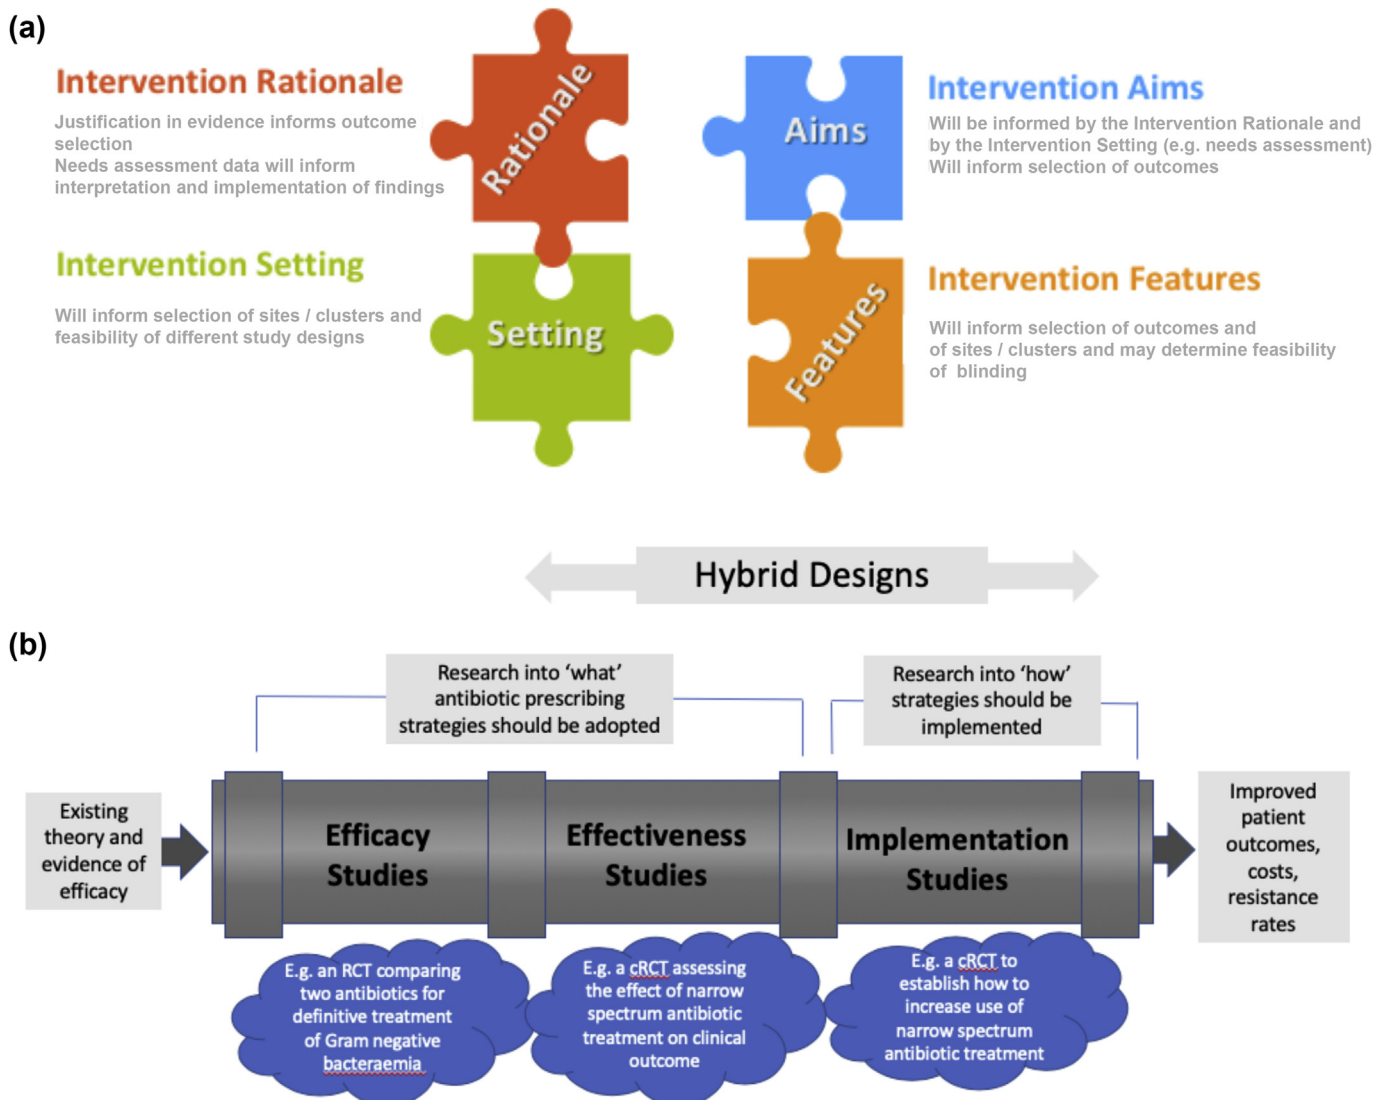 (a)
Intervention Rationale
Justification in evidence informs outcome
selection
Needs assessment data will inform
interpretation and implementation of findings
Rationale
Aims
Intervention Aims
Will be informed by the Intervention Rationale and
by the Intervention Setting (e.g. needs assessment)
Will inform selection of outcomes
Intervention Setting
Will inform selection of sites / clusters and
feasibility of different study designs
Setting
Features
Intervention Features
Will inform selection of outcomes and
of sites / clusters and may determine feasibility
of blinding
Hybrid Designs
(b)
Research into ‘what’
antibiotic prescribing
strategies should be adopted
Research into ‘how’
strategies should be
implemented
Existing
theory and
evidence of
efficacy
Efficacy
Studies
Effectiveness
Studies
Implementation
Studies
Improved
patient
outcomes,
costs,
resistance
rates
E.g. an RCT comparing
two antibiotics for
definitive treatment
of Gram negative
bacteraemia
E.g. a cRCT assessing
the effect of narrow
spectrum antibiotic
treatment on clinical
outcome
E.g. a cRCT to
establish how to
increase use of
narrow spectrum
antibiotic treatment